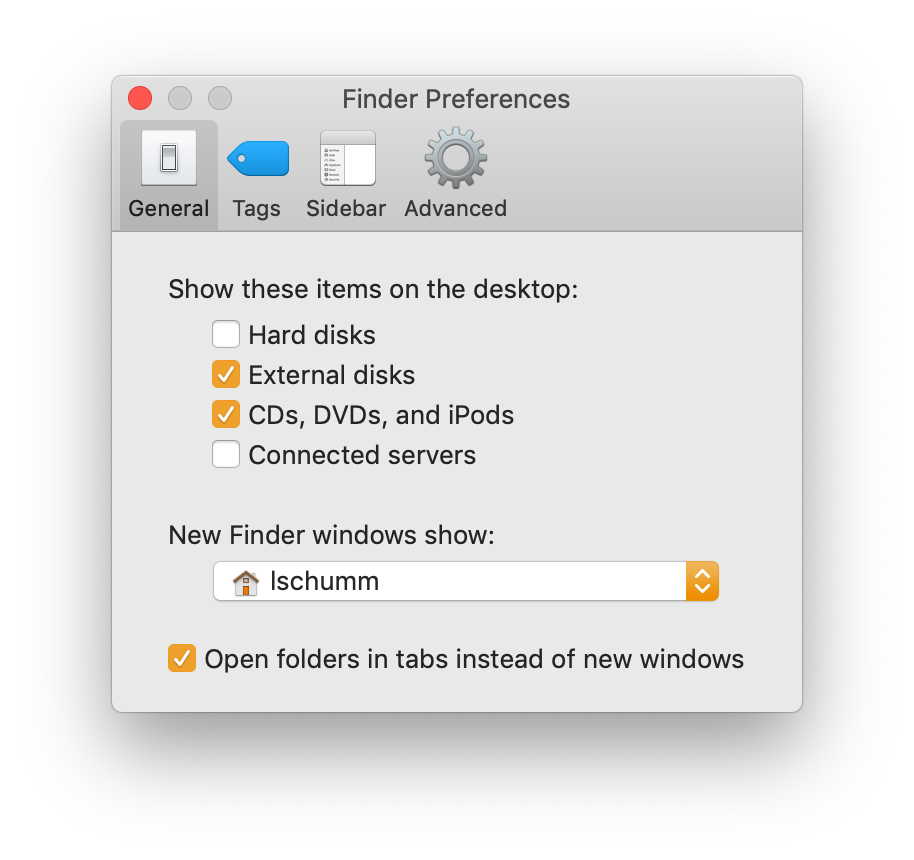 Finder Preferences
General Tags Sidebar Advanced
Show these items on the desktop:
Hard disks
External disks
CDs, DVDs, and iPods
Connected servers
New Finder windows show:
lschumm
Open folders in tabs instead of new windows